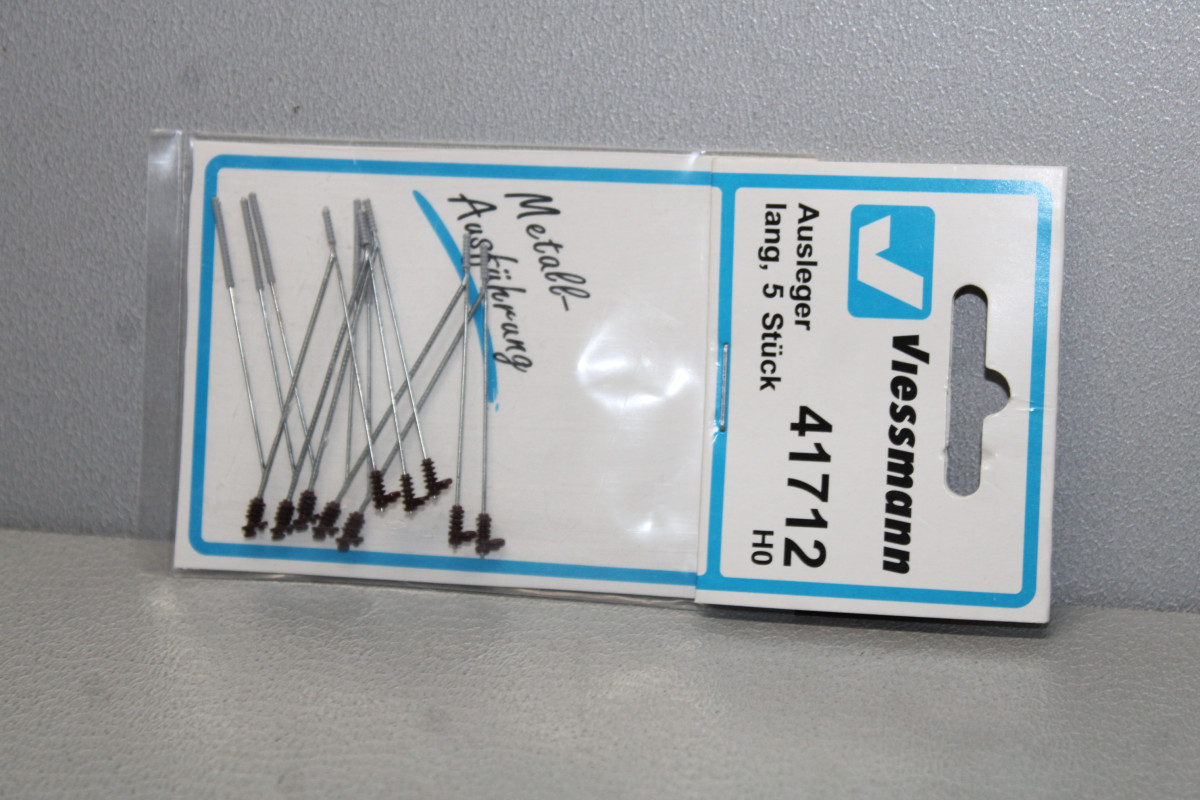 Viessmann
41712
H0
Ausleger
lang, 5 Stück
Metall-
Ausführung